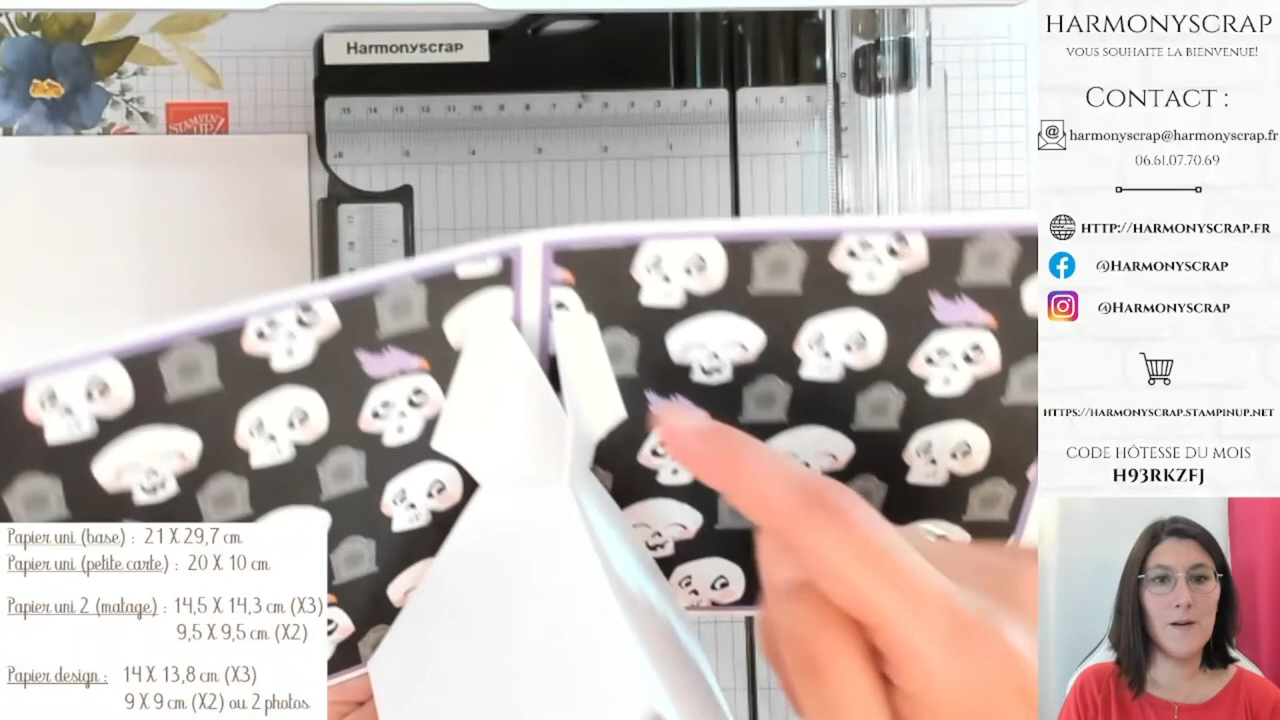 Harmonyscrap
STAMPIN'
UP!
HARMONYSCRAP
VOUS SOUHAITE LA BIENVENUE!
CONTACT :
harmonyscrap@harmonyscrap.fr
06.61.07.70.69
HTTP://HARMONYSCRAP.FR
@HARMONYSCRAP
@HARMONYSCRAP
HTTPS://HARMONYSCRAP.STAMPINUP.NET
CODE HÔTESSE DU MOIS
H93RKZFJ
Papier uni (base) : 21 X 29,7 cm
Papier uni (petite carte) : 20 X 10 cm
Papier uni 2 (matage) : 14,5 X 14,3 cm (X3)
9,5 X 9,5 cm (X2)
Papier design : 14 X 13,8 cm (X3)
9 X 9 cm (X2) ou 2 photos